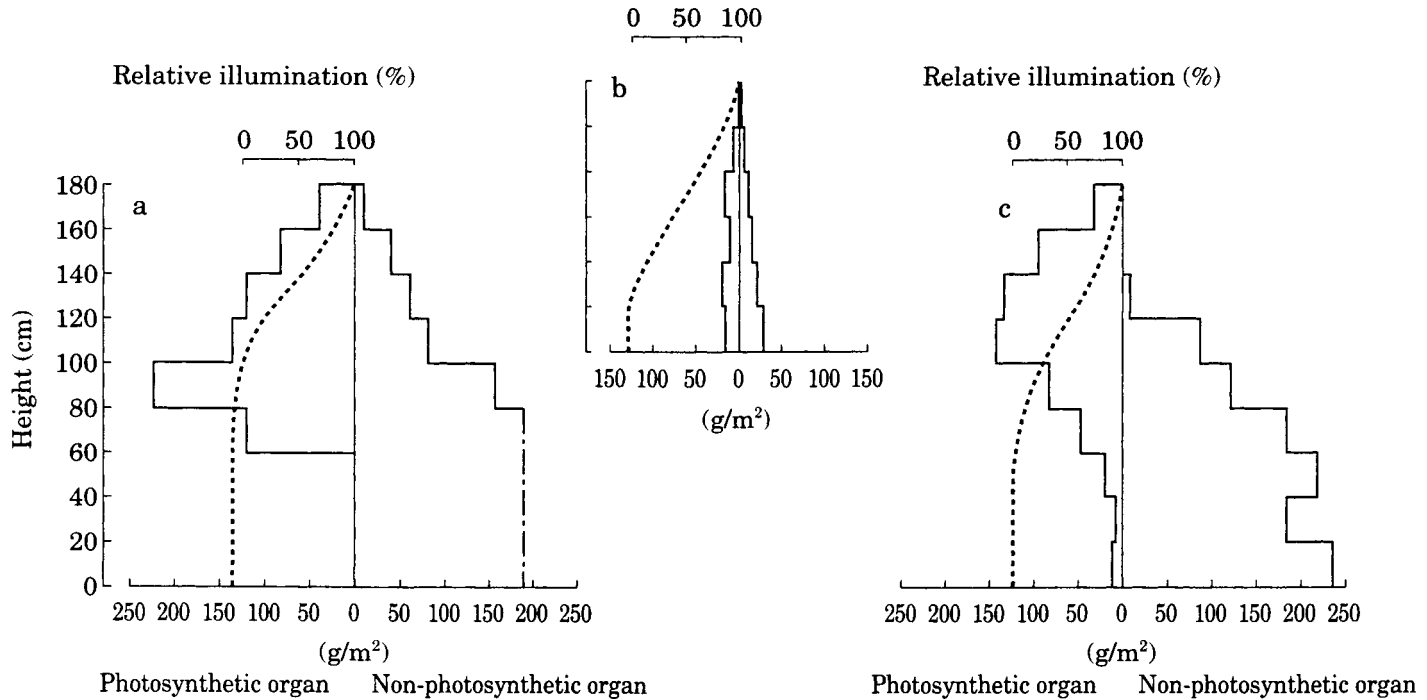 0 50 100
Relative illumination (%)
Relative illumination (%)
b
0 50 100
0 50 100
180
160
140
120
100
80
60
40
20
0
Height (cm)
a
c
150 100 50 0 50 100 150
(g/m²)
250 200 150 100 50 0 50 100 150 200 250
(g/m²)
Photosynthetic organ Non-photosynthetic organ
250 200 150 100 50 0 50 100 150 200 250
(g/m²)
Photosynthetic organ Non-photosynthetic organ